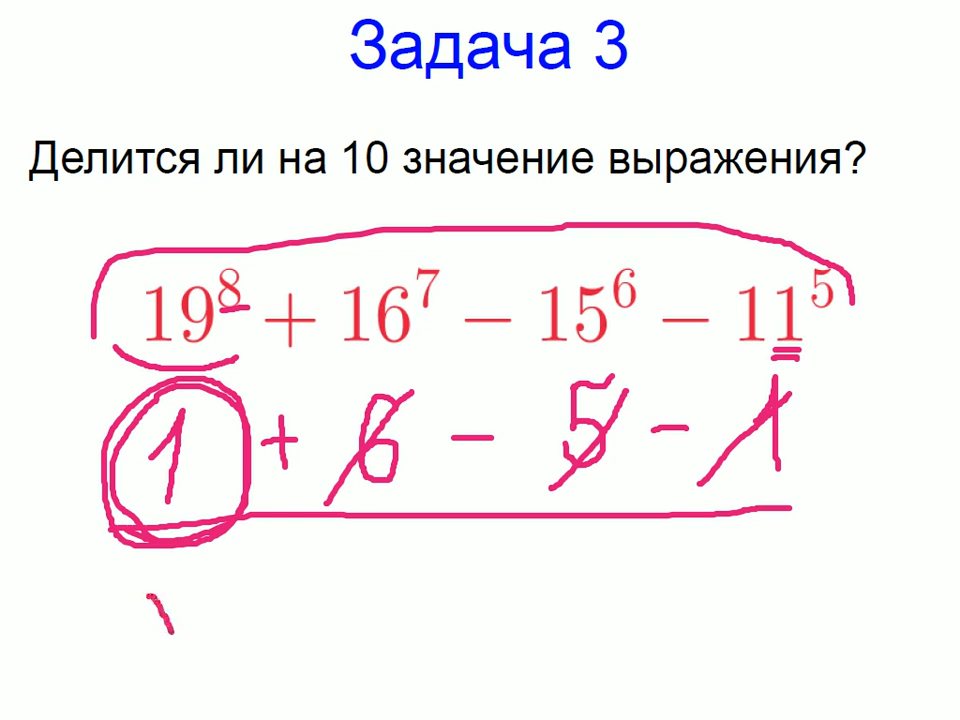 Задача 3
Делится ли на 10 значение выражения?
19⁸ + 16⁷ − 15⁶ − 11⁵
1 + 6 − 5 − 1